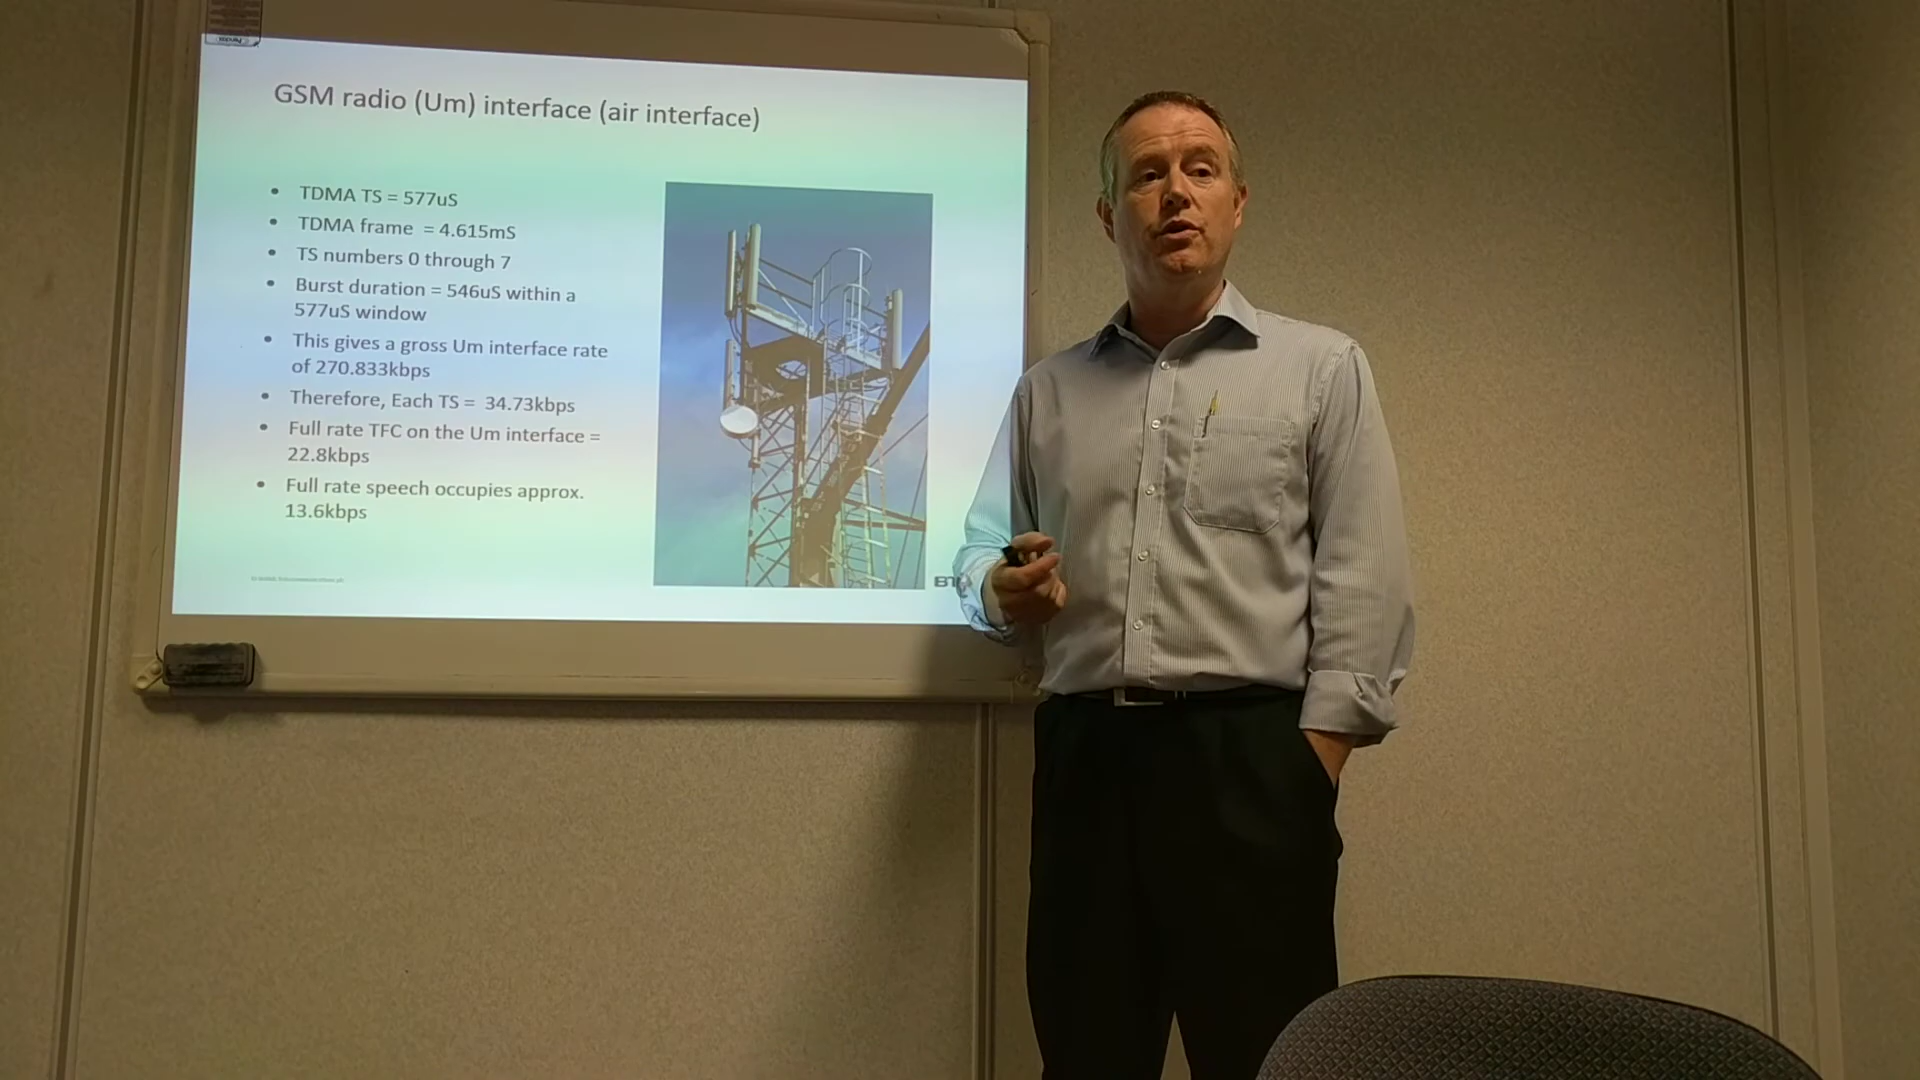 GSM radio (Um) interface (air interface)
• TDMA TS = 577uS
• TDMA frame = 4.615mS
• TS numbers 0 through 7
• Burst duration = 546uS within a
577uS window
• This gives a gross Um interface rate
of 270.833kbps
• Therefore, Each TS = 34.73kbps
• Full rate TFC on the Um interface =
22.8kbps
• Full rate speech occupies approx.
13.6kbps
BT